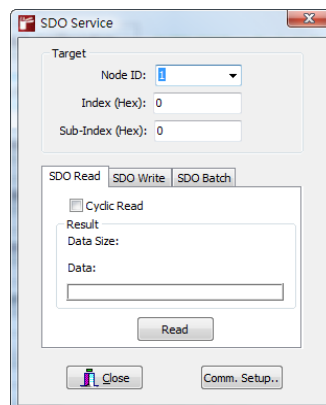 SDO Service
Target
Node ID: 1
Index (Hex): 0
Sub-Index (Hex): 0
SDO Read SDO Write SDO Batch
Cyclic Read
Result
Data Size:
Data:
Read
Close Comm. Setup..